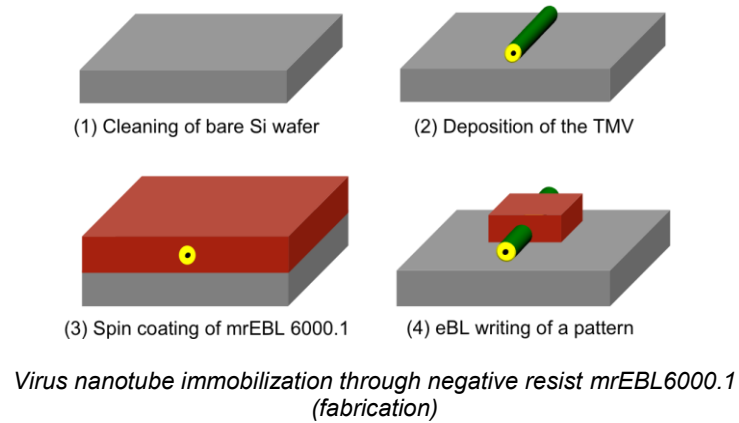 (1) Cleaning of bare Si wafer
(2) Deposition of the TMV
(3) Spin coating of mrEBL 6000.1
(4) eBL writing of a pattern
Virus nanotube immobilization through negative resist mrEBL6000.1
(fabrication)